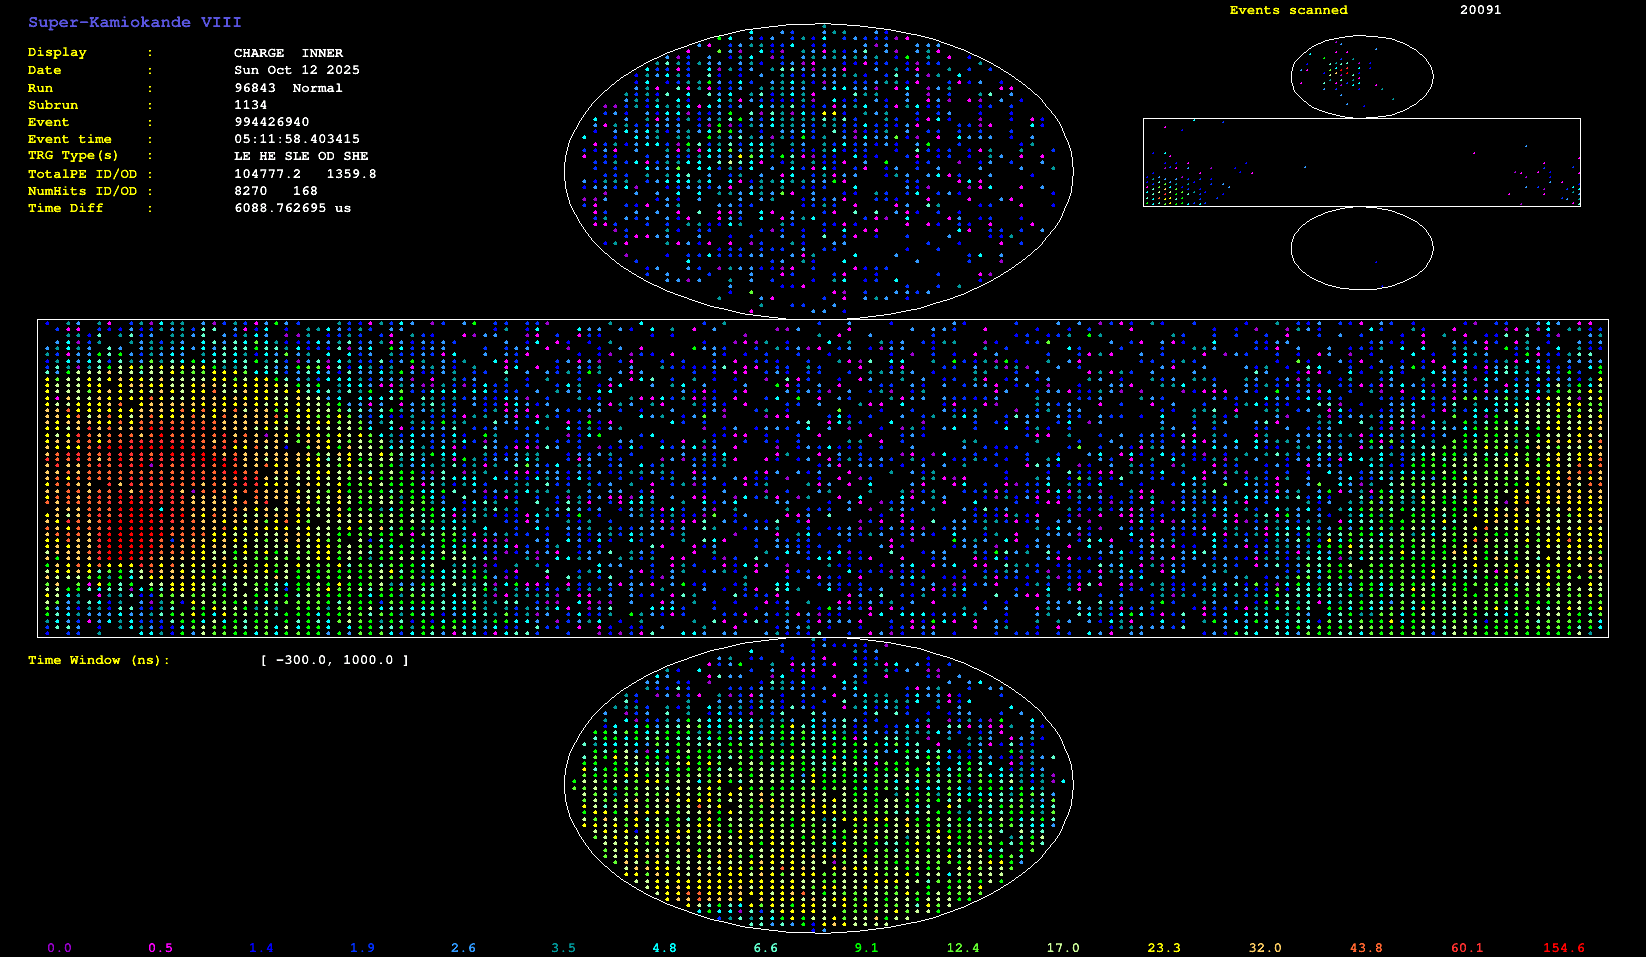 Super-Kamiokande VIII
Events scanned 20091
Display : CHARGE INNER
Date : Sun Oct 12 2025
Run : 96843 Normal
Subrun : 1134
Event : 994426940
Event time : 05:11:58.403415
TRG Type(s) : LE HE SLE OD SHE
TotalPE ID/OD : 104777.2 1359.8
NumHits ID/OD : 8270 168
Time Diff : 6088.762695 us
Time Window (ns): [ -300.0, 1000.0 ]
0.0 0.5 1.4 1.9 2.6 3.5 4.8 6.6 9.1 12.4 17.0 23.3 32.0 43.8 60.1 154.6